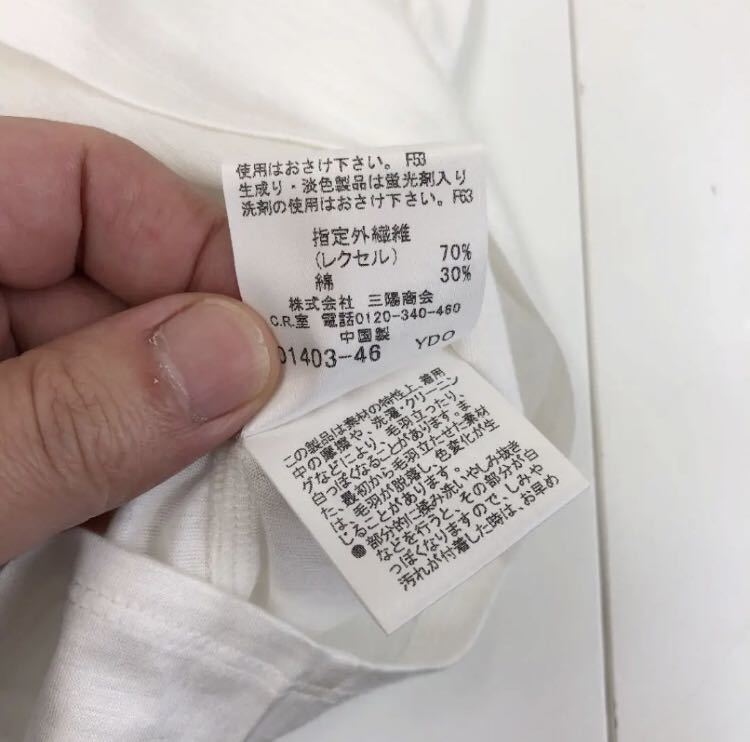 使用はおさけ下さい。 F53
生成り・淡色製品は蛍光剤入り
洗剤の使用はおさけ下さい。F63
指定外繊維
(レクセル) 70%
綿 30%
株式会社 三陽商会
C.R.室 電話0120-340-460
中国製
01403-46 YDO
この製品は素材の特性上、着用
中の摩擦や、洗濯・クリーニン
グなどにより、毛羽立ったり、
白っぽくなることがあります。ま
た、最初から毛羽立たせた素材
は、毛羽が脱落し、色変化が生
じることがあります。
●部分的に揉み洗いやしみ抜き
などを行うと、その部分が白
っぽくなりますので、しみや
汚れが付着した時は、お早め